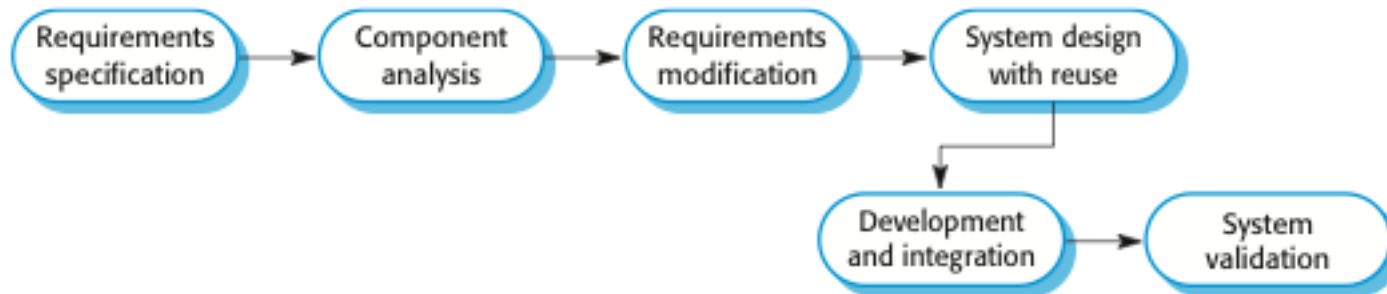 Requirements
specification
Component
analysis
Requirements
modification
System design
with reuse
Development
and integration
System
validation